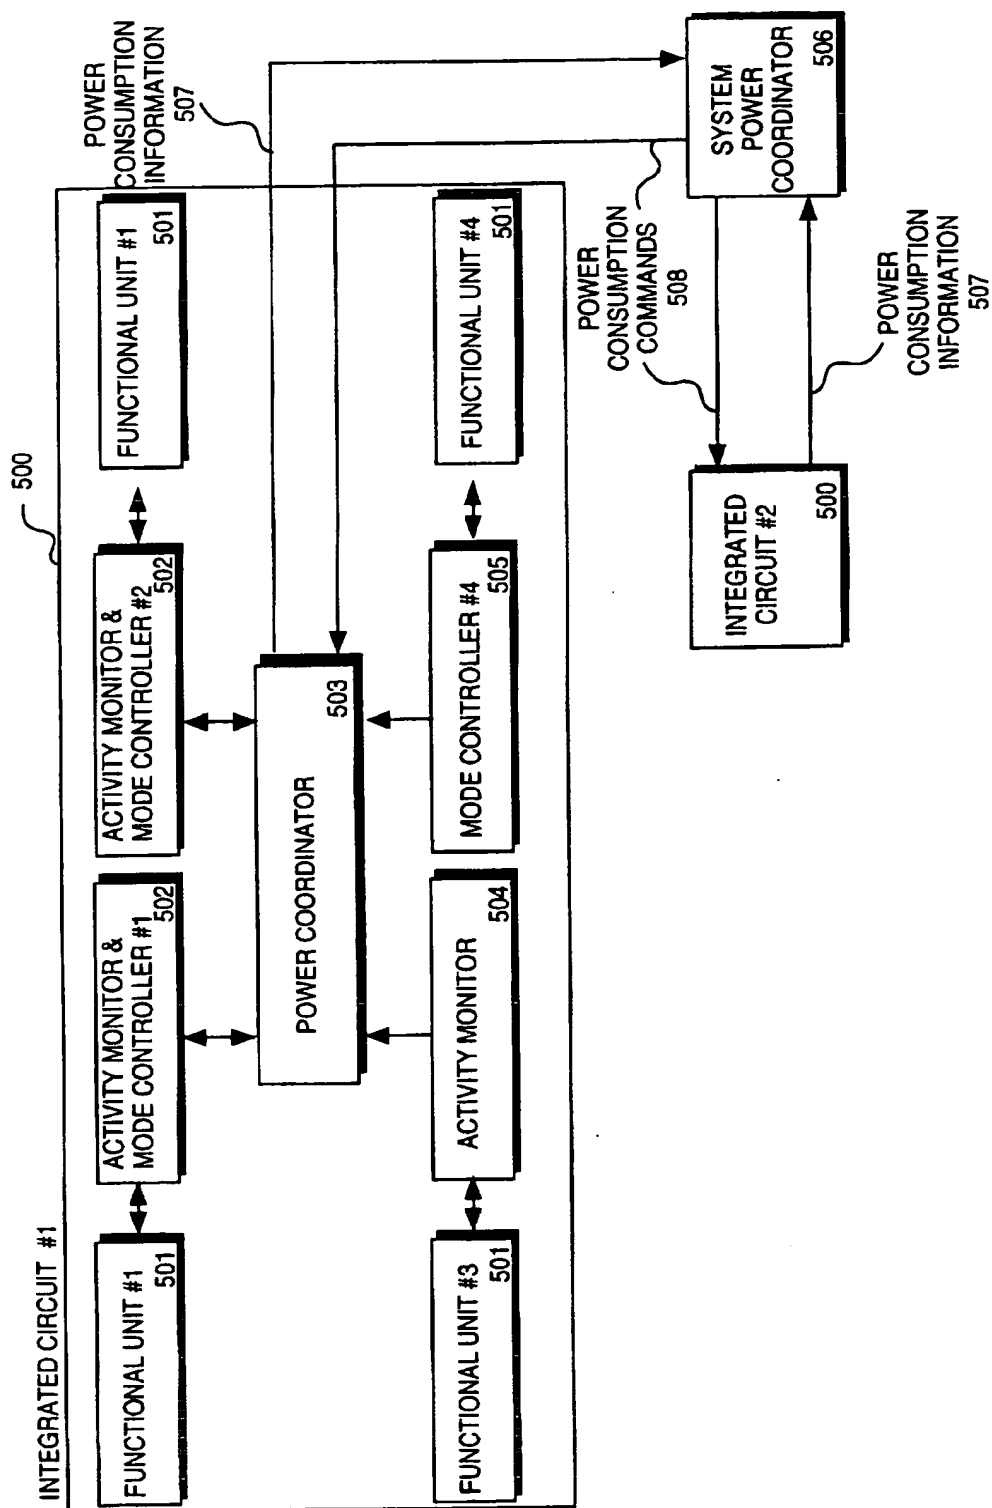 INTEGRATED CIRCUIT #1
500
FUNCTIONAL UNIT #1
501
ACTIVITY MONITOR &
MODE CONTROLLER #1
502
ACTIVITY MONITOR &
MODE CONTROLLER #2
502
FUNCTIONAL UNIT #1
501
POWER
CONSUMPTION
INFORMATION
507
POWER COORDINATOR
503
FUNCTIONAL UNIT #3
501
ACTIVITY MONITOR
504
MODE CONTROLLER #4
505
FUNCTIONAL UNIT #4
501
POWER
CONSUMPTION
COMMANDS
508
SYSTEM
POWER
COORDINATOR
506
INTEGRATED
CIRCUIT #2
500
POWER
CONSUMPTION
INFORMATION
507